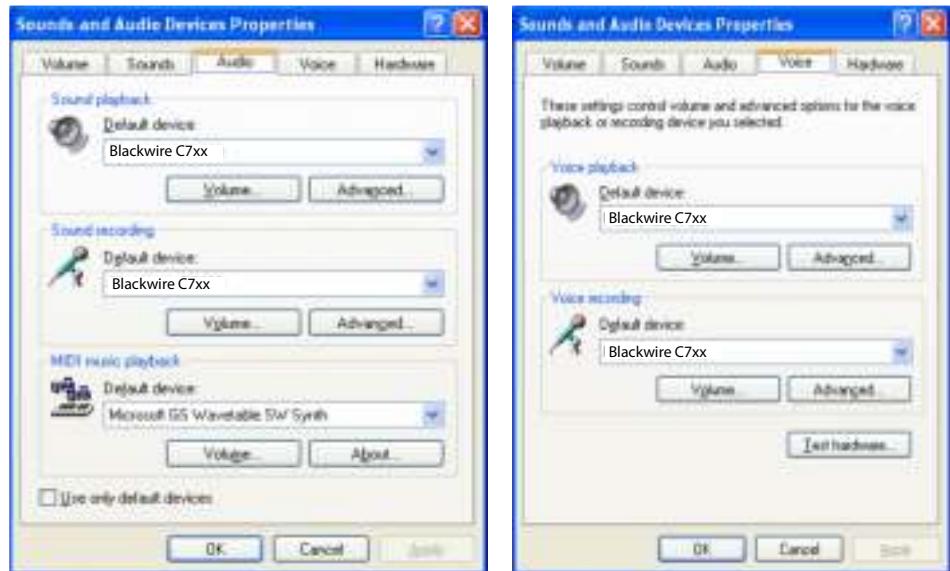 Sounds and Audio Devices Properties
Volume Sounds Audio Voice Hardware
Sound playback
Default device:
Blackwire C7xx
Volume... Advanced...
Sound recording
Default device:
Blackwire C7xx
Volume... Advanced...
MIDI music playback
Default device:
Microsoft GS Wavetable SW Synth
Volume... About...
Use only default devices
OK Cancel Apply
Sounds and Audio Devices Properties
Volume Sounds Audio Voice Hardware
These settings control volume and advanced options for the voice
playback or recording device you selected.
Voice playback
Default device:
Blackwire C7xx
Volume... Advanced...
Voice recording
Default device:
Blackwire C7xx
Volume... Advanced...
Test hardware...
OK Cancel Apply